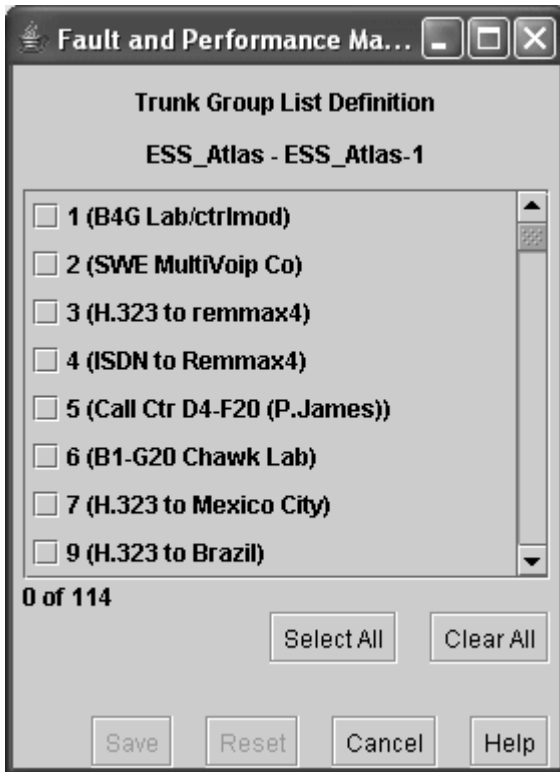 Fault and Performance Ma...
Trunk Group List Definition
ESS_Atlas - ESS_Atlas-1
1 (B4G Lab/ctrlmod)
2 (SWE MultiVoip Co)
3 (H.323 to remmax4)
4 (ISDN to Remmax4)
5 (Call Ctr D4-F20 (P.James))
6 (B1-G20 Chawk Lab)
7 (H.323 to Mexico City)
9 (H.323 to Brazil)
0 of 114
Select All Clear All
Save Reset Cancel Help